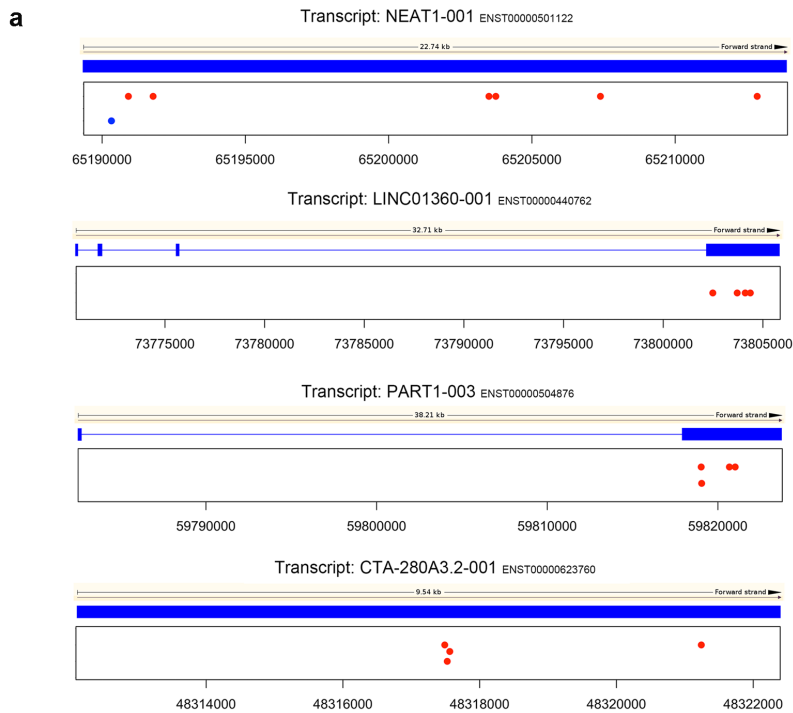 a
Transcript: NEAT1-001 ENST00000501122
22.74 kb Forward strand
65190000 65195000 65200000 65205000 65210000
Transcript: LINC01360-001 ENST00000440762
32.71 kb Forward strand
73775000 73780000 73785000 73790000 73795000 73800000 73805000
Transcript: PART1-003 ENST00000504876
38.21 kb Forward strand
59790000 59800000 59810000 59820000
Transcript: CTA-280A3.2-001 ENST00000623760
9.54 kb Forward strand
48314000 48316000 48318000 48320000 48322000